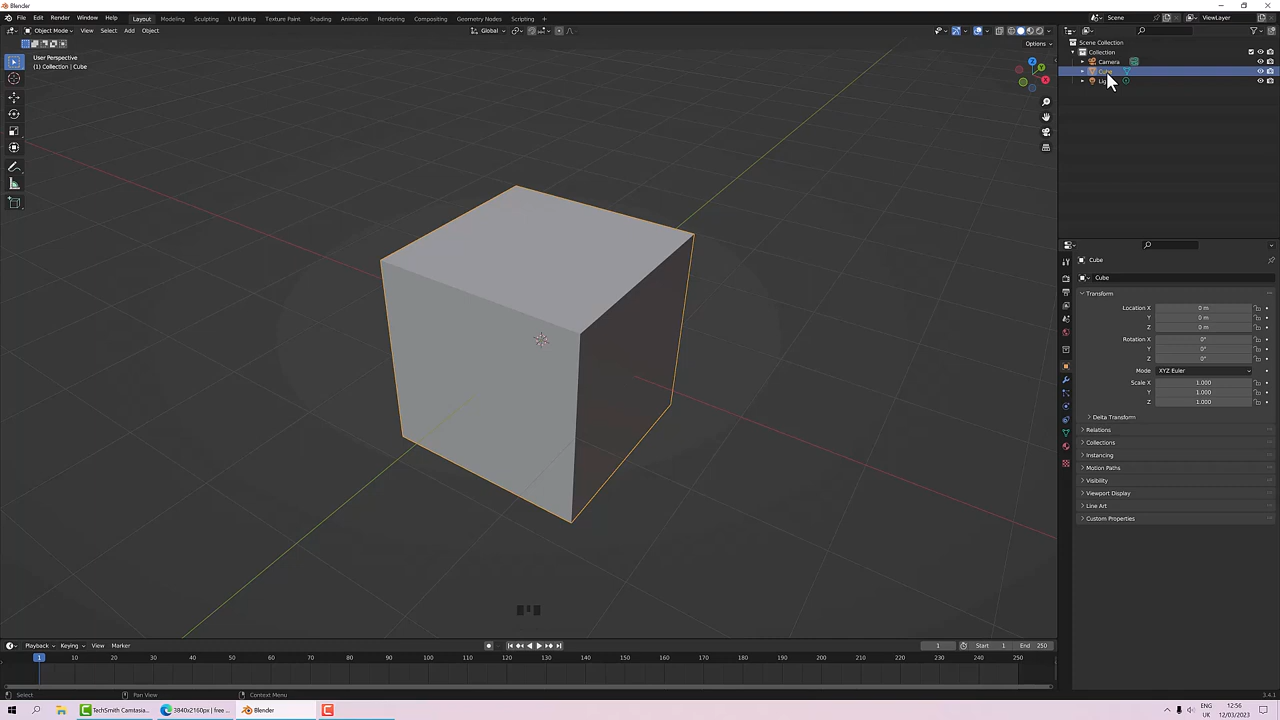 Blender
File Edit Render Window Help Layout Modeling Sculpting UV Editing Texture Paint Shading Animation Rendering Compositing Geometry Nodes Scripting + Scene ViewLayer
Object Mode View Select Add Object Global
Options
User Perspective
(1) Collection | Cube
Z
Y
X
Scene Collection
Collection
Camera
Cube
Cube
Cube
Transform
Location X 0 m
Y 0 m
Z 0 m
Rotation X 0°
Y 0°
Z 0°
Mode XYZ Euler
Scale X 1.000
Y 1.000
Z 1.000
Delta Transform
Relations
Collections
Instancing
Motion Paths
Visibility
Viewport Display
Line Art
Custom Properties
Playback Keying View Marker 1 Start 1 End 250
1 10 20 30 40 50 60 70 80 90 100 110 120 130 140 150 160 170 180 190 200 210 220 230 240 250
Select Pan View Context Menu 3.4.1
TechSmith Camtasia... 3840x2160px | free ... Blender
ENG
UK
12:56
12/03/2023